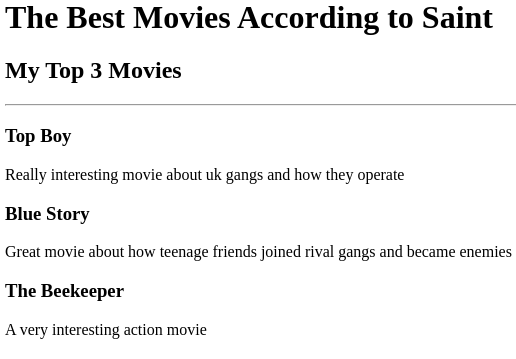 The Best Movies According to Saint
My Top 3 Movies
Top Boy
Really interesting movie about uk gangs and how they operate
Blue Story
Great movie about how teenage friends joined rival gangs and became enemies
The Beekeeper
A very interesting action movie